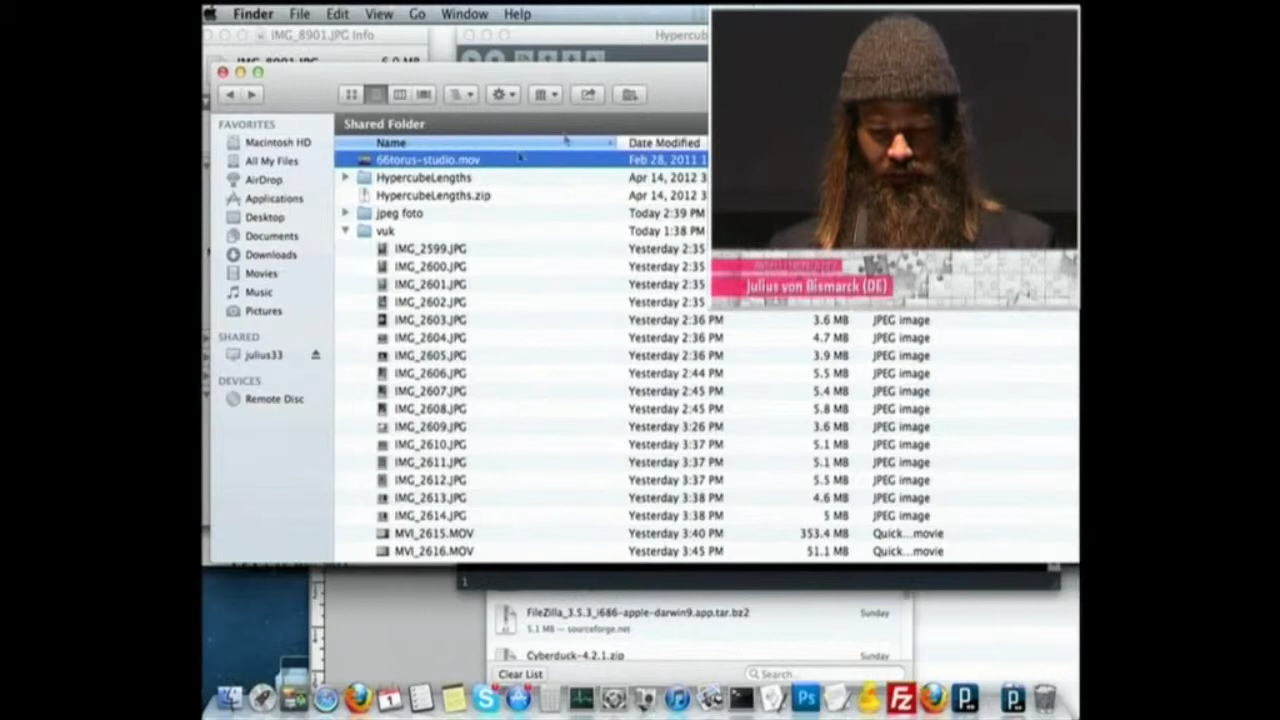 Finder File Edit View Go Window Help
IMG_8901.JPG Info
Hypercub
IMG_8901.JPG 6.0 MB
FAVORITES
Macintosh HD
All My Files
AirDrop
Applications
Desktop
Documents
Downloads
Movies
Music
Pictures
SHARED
julius33
DEVICES
Remote Disc
Shared Folder
Name Date Modified
66torus-studio.mov Feb 28, 2011 1
HypercubeLengths Apr 14, 2012 3
HypercubeLengths.zip Apr 14, 2012 3
jpeg foto Today 2:39 PM
vuk Today 1:38 PM
IMG_2599.JPG Yesterday 2:35
IMG_2600.JPG Yesterday 2:35
IMG_2601.JPG Yesterday 2:35
IMG_2602.JPG Yesterday 2:35
IMG_2603.JPG Yesterday 2:36 PM 3.6 MB JPEG image
IMG_2604.JPG Yesterday 2:36 PM 4.7 MB JPEG image
IMG_2605.JPG Yesterday 2:36 PM 3.9 MB JPEG image
IMG_2606.JPG Yesterday 2:44 PM 5.5 MB JPEG image
IMG_2607.JPG Yesterday 2:45 PM 5.4 MB JPEG image
IMG_2608.JPG Yesterday 2:45 PM 5.8 MB JPEG image
IMG_2609.JPG Yesterday 3:26 PM 3.6 MB JPEG image
IMG_2610.JPG Yesterday 3:37 PM 5.1 MB JPEG image
IMG_2611.JPG Yesterday 3:37 PM 5.1 MB JPEG image
IMG_2612.JPG Yesterday 3:37 PM 5.5 MB JPEG image
IMG_2613.JPG Yesterday 3:38 PM 4.6 MB JPEG image
IMG_2614.JPG Yesterday 3:38 PM 5 MB JPEG image
MVI_2615.MOV Yesterday 3:40 PM 353.4 MB Quick...movie
MVI_2616.MOV Yesterday 3:45 PM 51.1 MB Quick...movie
Julius von Bismarck (DE)
1
FileZilla_3.5.3_i686-apple-darwin9.app.tar.bz2 Sunday
5.1 MB — sourceforge.net
Cyberduck-4.2.1.zip Sunday
Clear List Search...
1 S Ps Fz P P